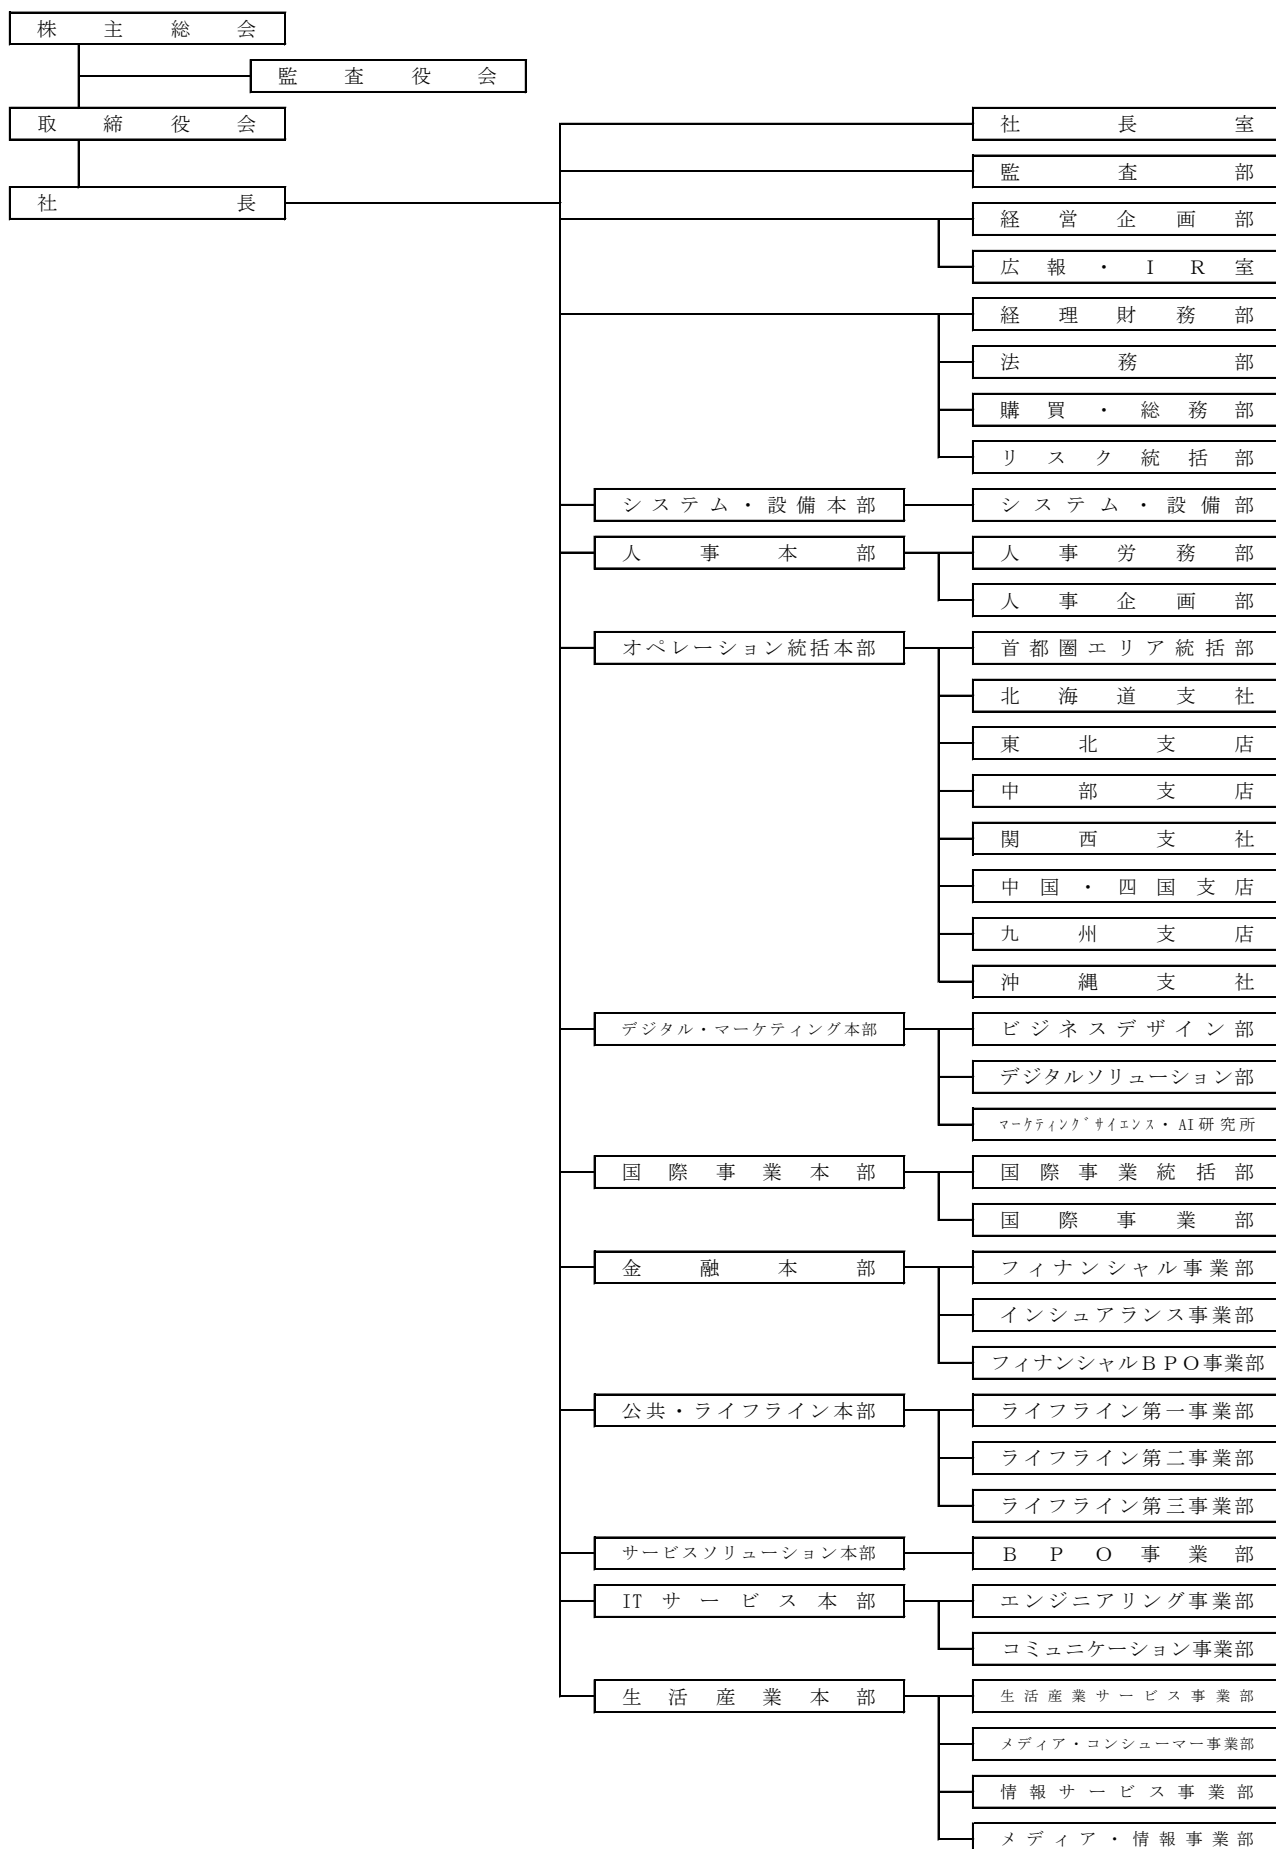 株主総会
監査役会
取締役会
社長室
監査部
社長
経営企画部
広報・ＩＲ室
経理財務部
法務部
購買・総務部
リスク統括部
システム・設備本部
システム・設備部
人事本部
人事労務部
人事企画部
オペレーション統括本部
首都圏エリア統括部
北海道支社
東北支店
中部支店
関西支社
中国・四国支店
九州支店
沖縄支社
デジタル・マーケティング本部
ビジネスデザイン部
デジタルソリューション部
ﾏｰｹﾃｨﾝｸﾞｻｲｴﾝｽ・AI研究所
国際事業本部
国際事業統括部
国際事業部
金融本部
フィナンシャル事業部
インシュアランス事業部
フィナンシャルＢＰＯ事業部
公共・ライフライン本部
ライフライン第一事業部
ライフライン第二事業部
ライフライン第三事業部
サービスソリューション本部
ＢＰＯ事業部
ITサービス本部
エンジニアリング事業部
コミュニケーション事業部
生活産業本部
生活産業サービス事業部
メディア・コンシューマー事業部
情報サービス事業部
メディア・情報事業部